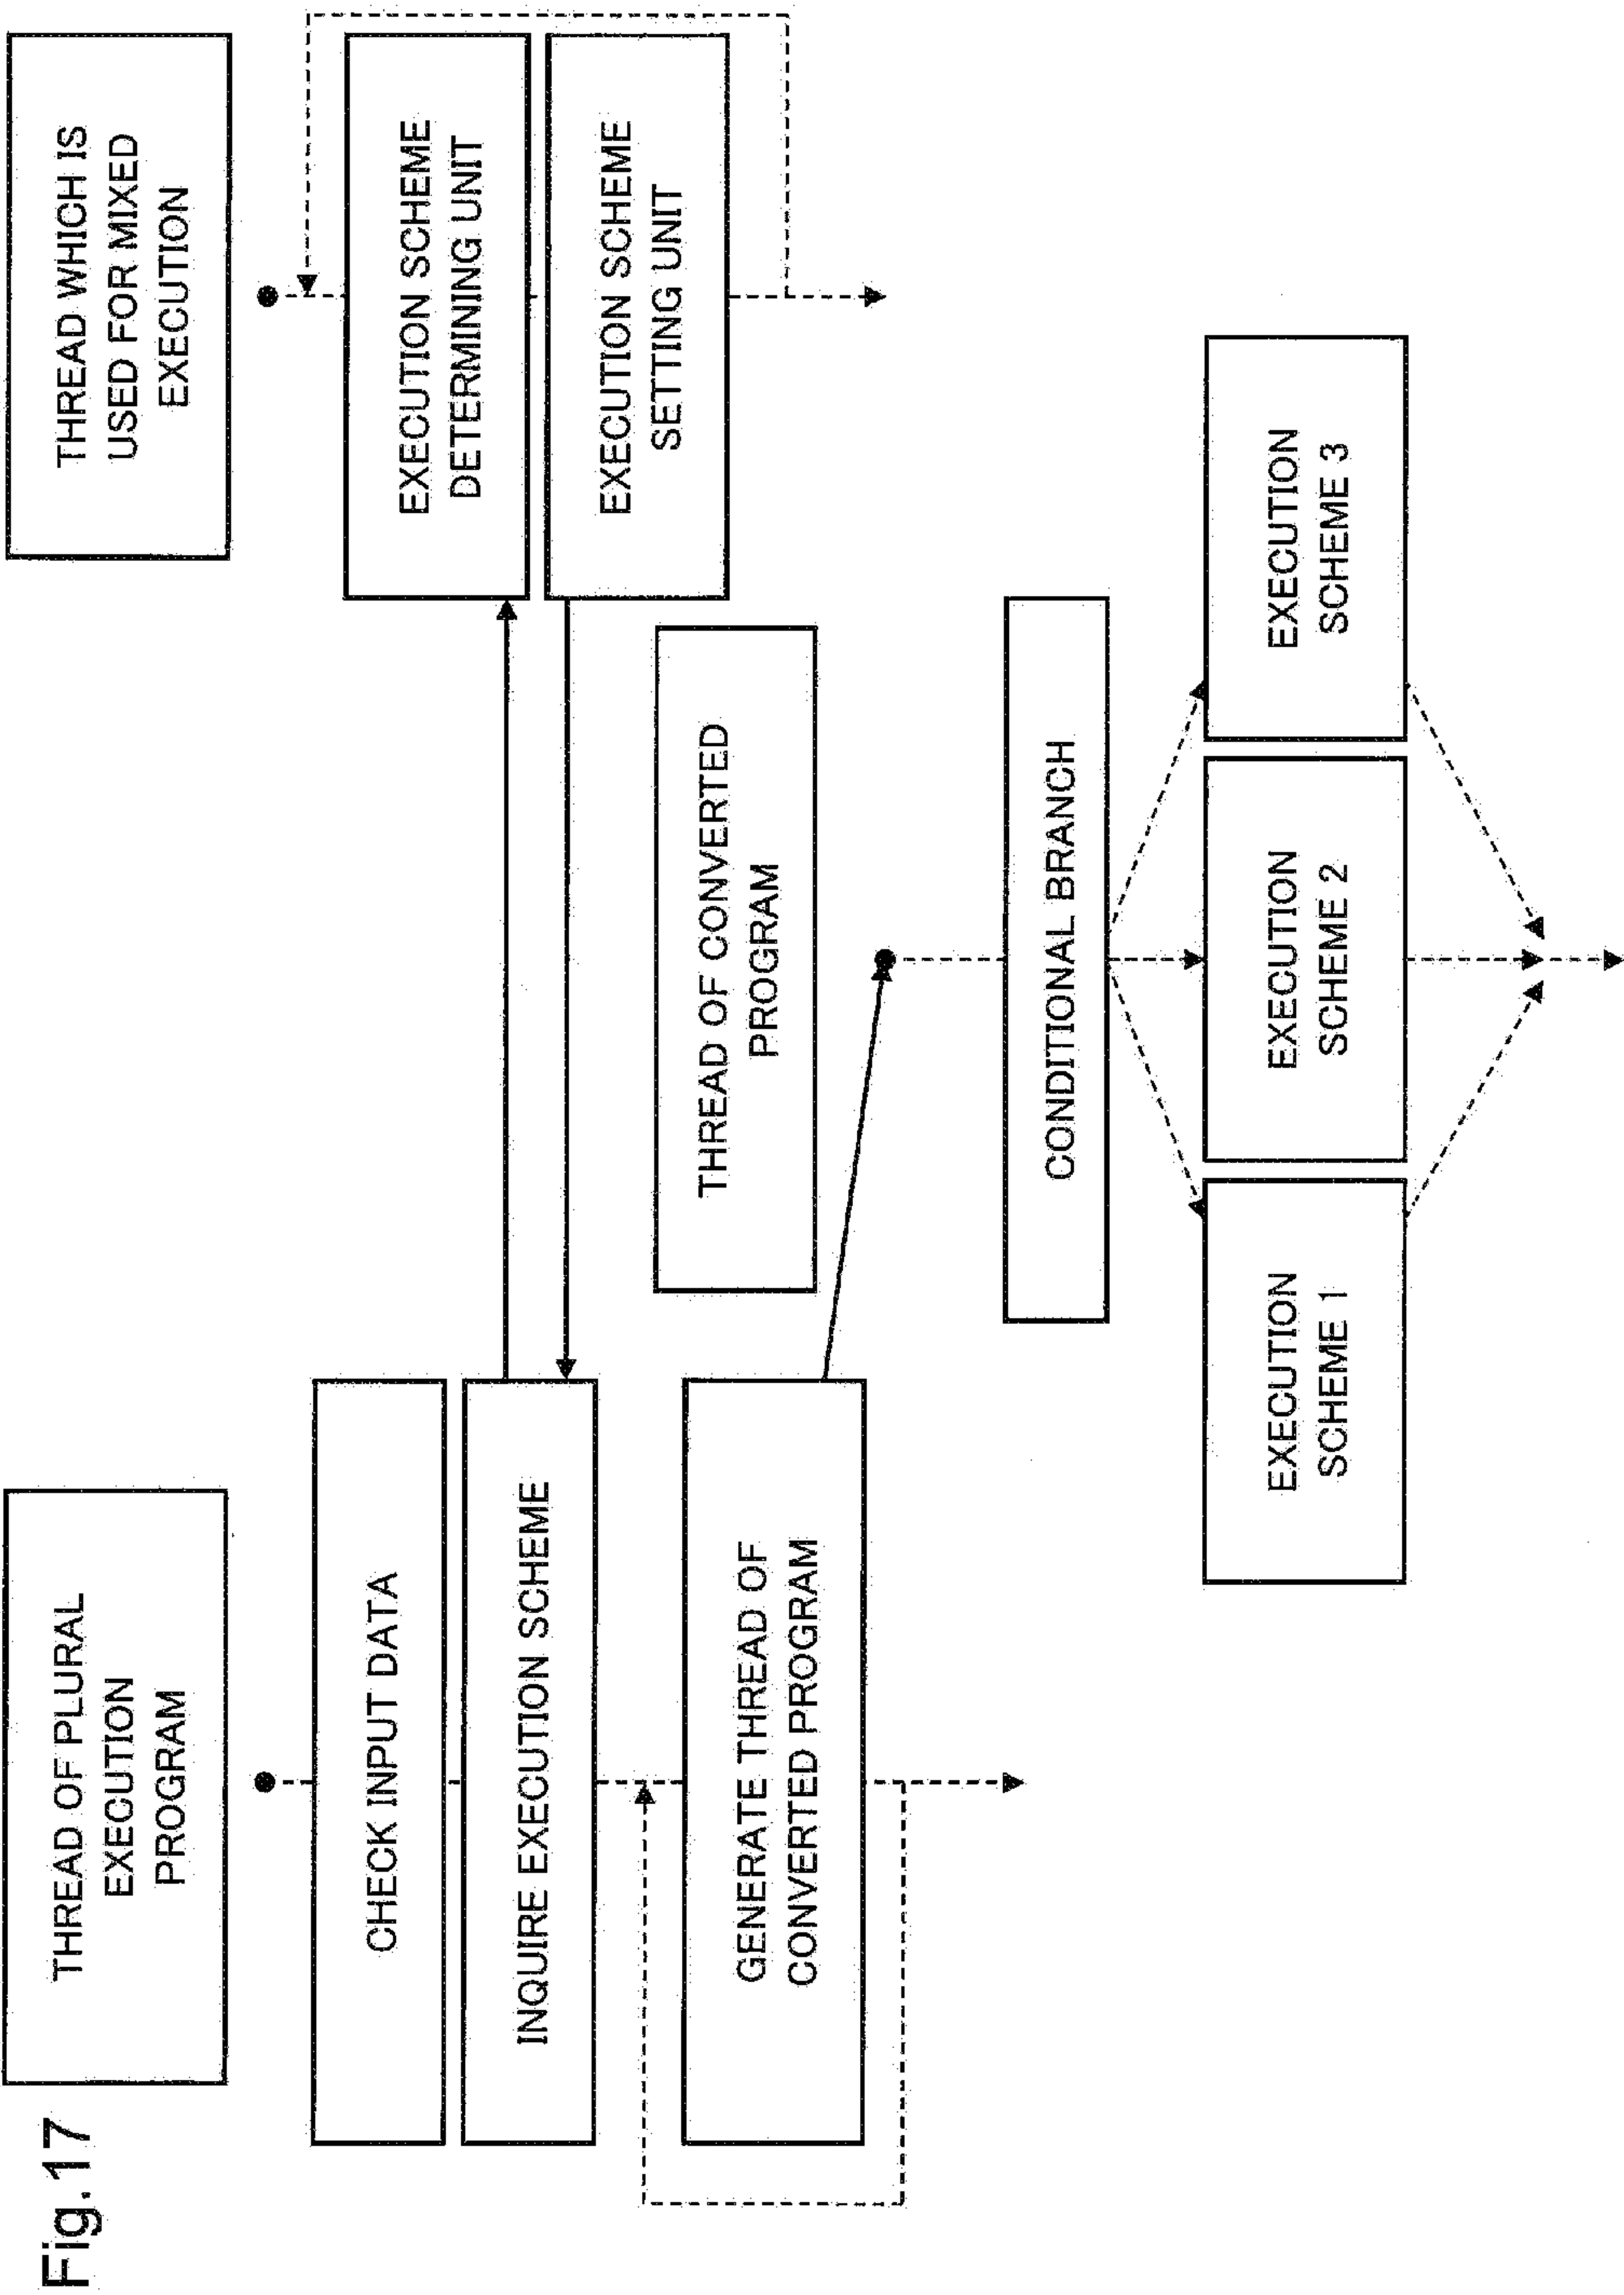 Fig.17
THREAD OF PLURAL
EXECUTION
PROGRAM
CHECK INPUT DATA
INQUIRE EXECUTION SCHEME
GENERATE THREAD OF
CONVERTED PROGRAM
THREAD OF CONVERTED
PROGRAM
CONDITIONAL BRANCH
EXECUTION
SCHEME 1
EXECUTION
SCHEME 2
EXECUTION
SCHEME 3
THREAD WHICH IS
USED FOR MIXED
EXECUTION
EXECUTION SCHEME
DETERMINING UNIT
EXECUTION SCHEME
SETTING UNIT